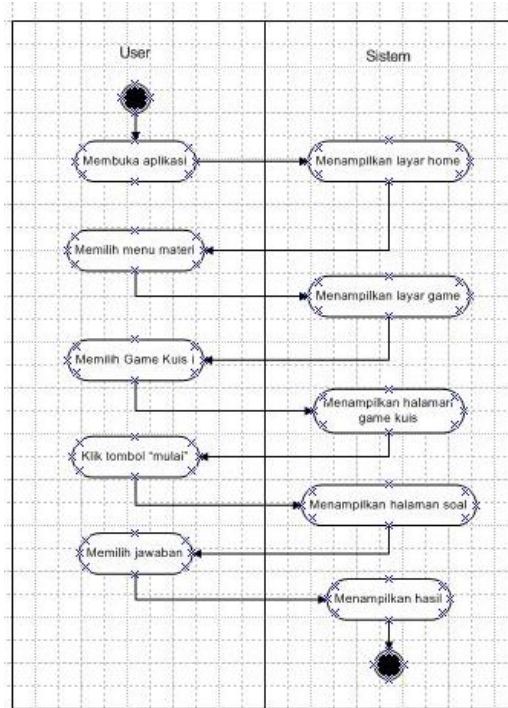 User
Sistem
Membuka aplikasi
Menampilkan layar home
Memilih menu materi
Menampilkan layar game
Memilih Game Kuis i
Menampilkan halaman
game kuis
Klik tombol "mulai"
Menampilkan halaman soal
Memilih jawaban
Menampilkan hasil